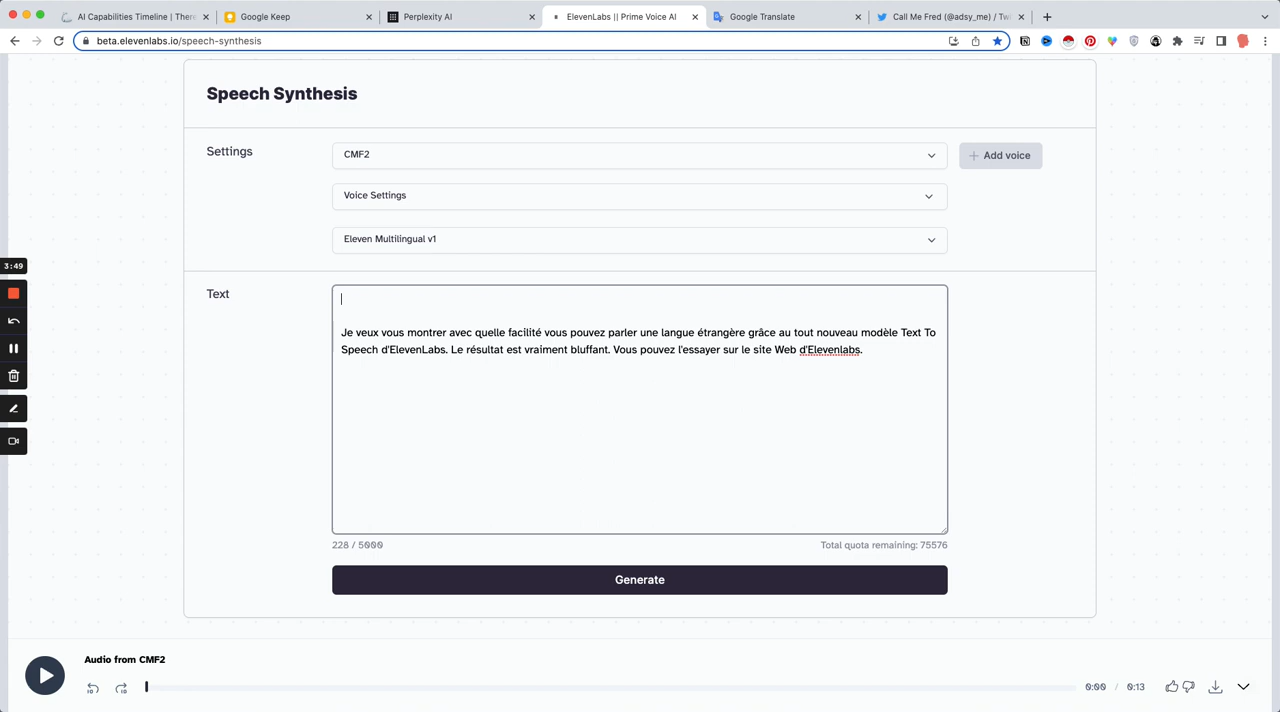 AI Capabilities Timeline | Ther
Google Keep
Perplexity AI
ElevenLabs || Prime Voice AI
Google Translate
Call Me Fred (@adsy_me) / Tw
beta.elevenlabs.io/speech-synthesis
Speech Synthesis
Settings
CMF2
Add voice
Voice Settings
Eleven Multilingual v1
3:49
Text
Je veux vous montrer avec quelle facilité vous pouvez parler une langue étrangère grâce au tout nouveau modèle Text To
Speech d'ElevenLabs. Le résultat est vraiment bluffant. Vous pouvez l'essayer sur le site Web d'Elevenlabs.
228 / 5000
Total quota remaining: 75576
Generate
Audio from CMF2
10
10
0:00 / 0:13